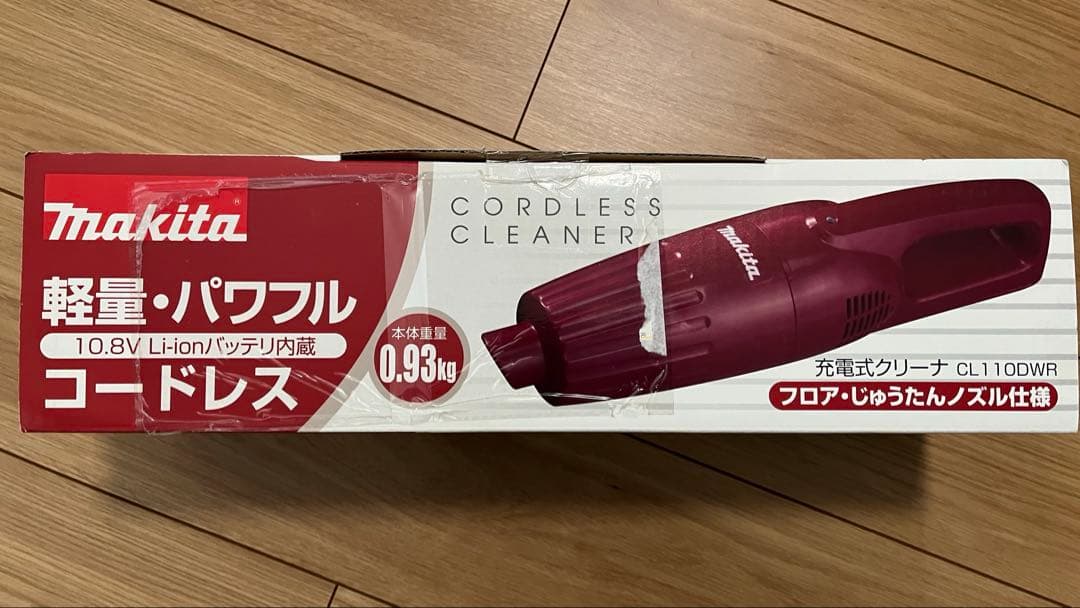 makita®
軽量・パワフル
10.8V Li-ionバッテリ内蔵
コードレス
本体重量
0.93kg
CORDLESS
CLEANER
makita
充電式クリーナ CL110DWR
フロア・じゅうたんノズル仕様